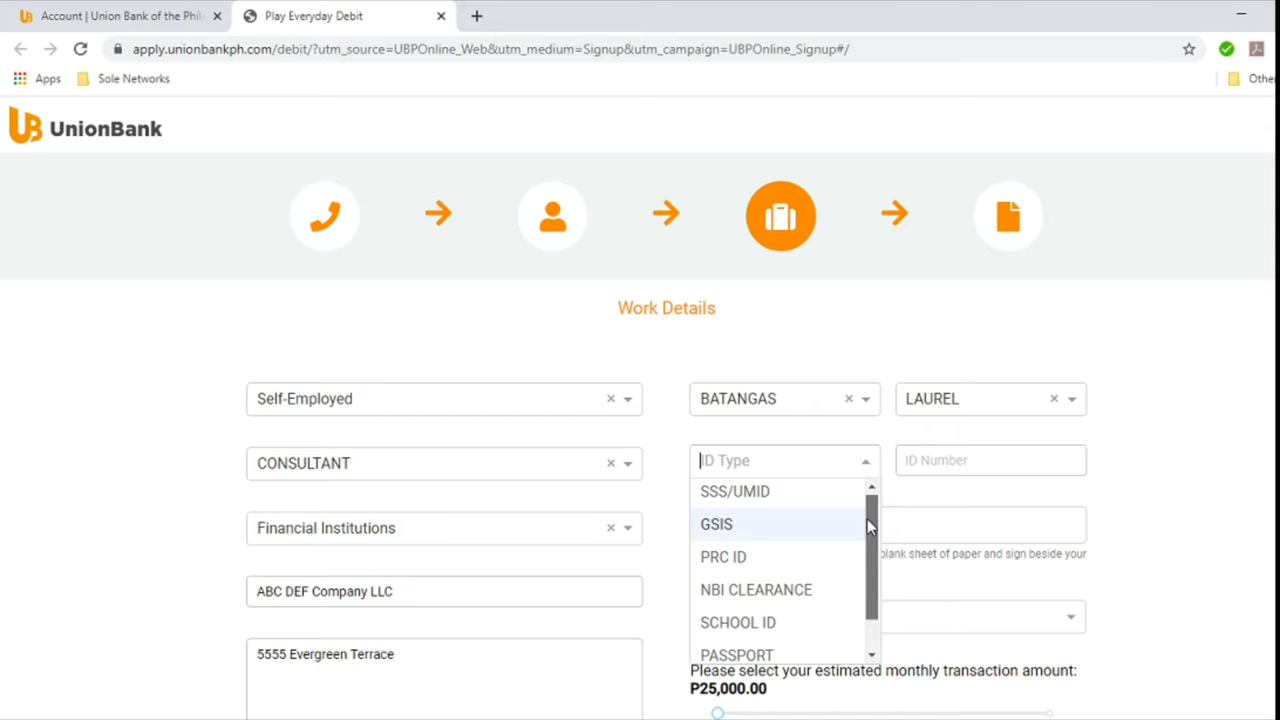 Account | Union Bank of the Phili
Play Everyday Debit
apply.unionbankph.com/debit/?utm_source=UBPOnline_Web&utm_medium=Signup&utm_campaign=UBPOnline_Signup#/
Apps
Sole Networks
Other
UB UnionBank
Work Details
Self-Employed
BATANGAS
LAUREL
CONSULTANT
ID Type
ID Number
SSS/UMID
Financial Institutions
GSIS
blank sheet of paper and sign beside your
PRC ID
ABC DEF Company LLC
NBI CLEARANCE
SCHOOL ID
5555 Evergreen Terrace
PASSPORT
Please select your estimated monthly transaction amount:
P25,000.00